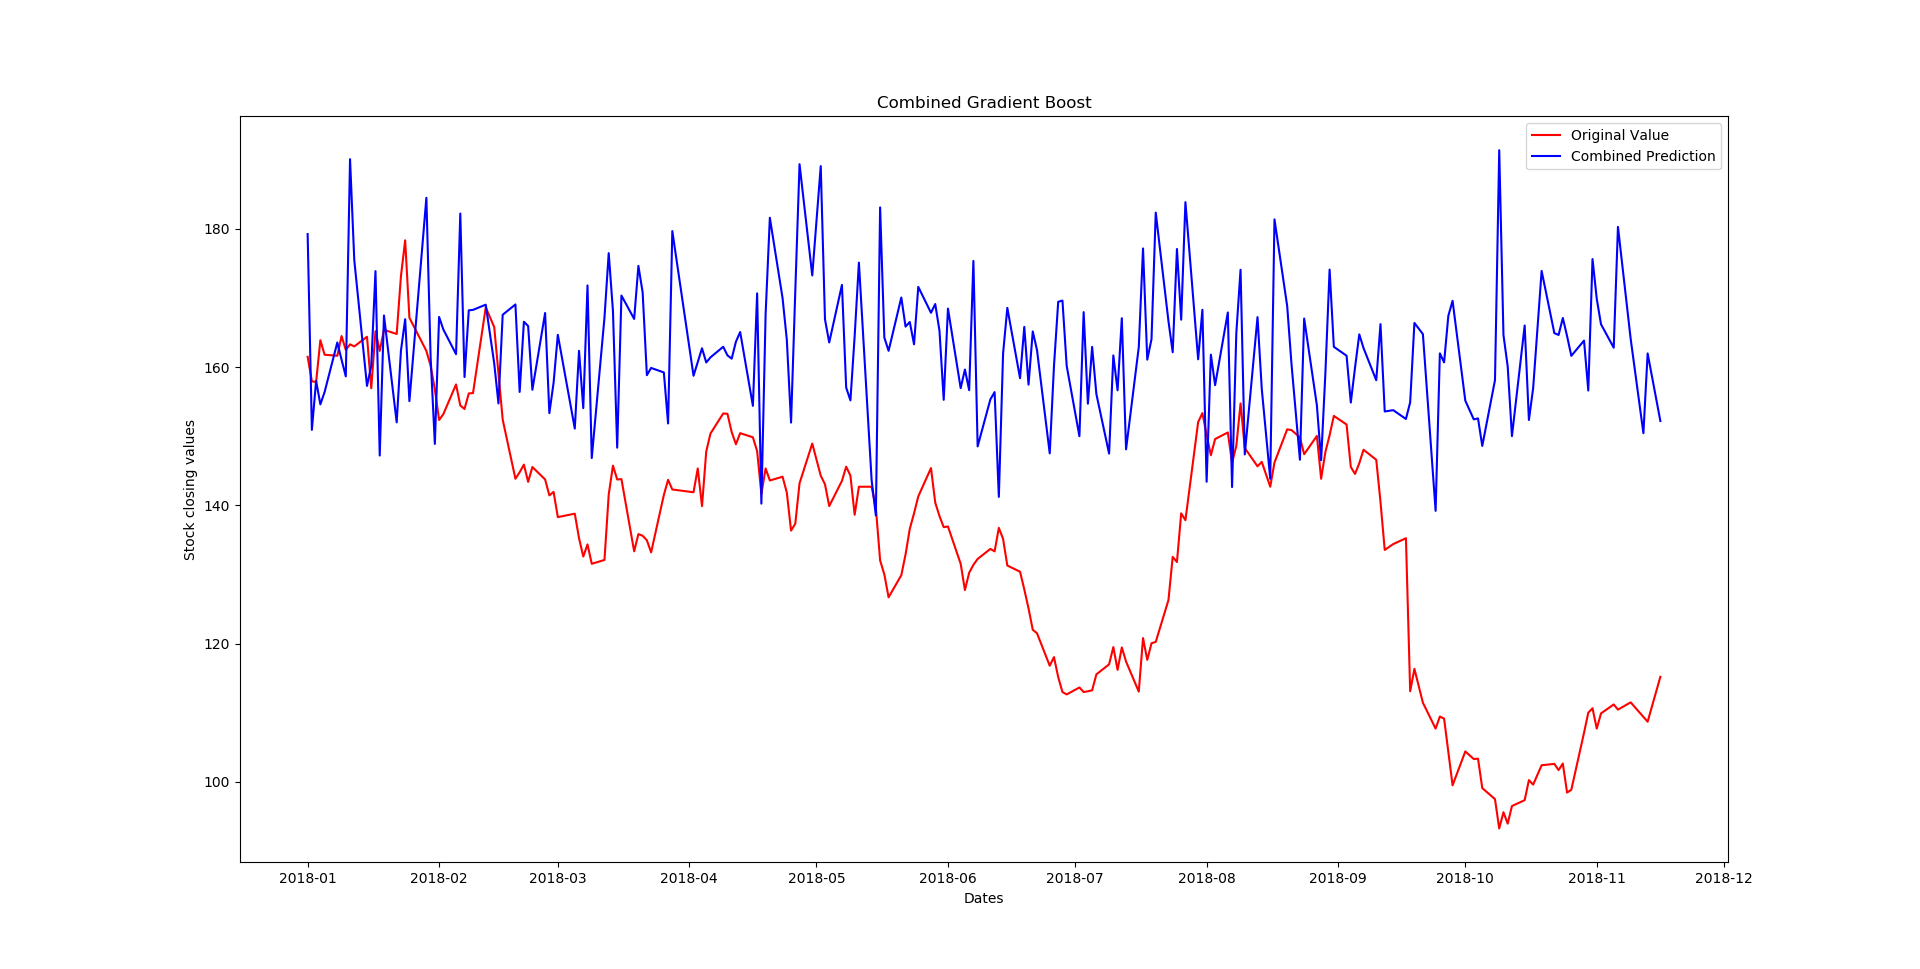 Combined Gradient Boost
Original Value
Combined Prediction
Stock closing values
180
160
140
120
100
2018-01 2018-02 2018-03 2018-04 2018-05 2018-06 2018-07 2018-08 2018-09 2018-10 2018-11 2018-12
Dates